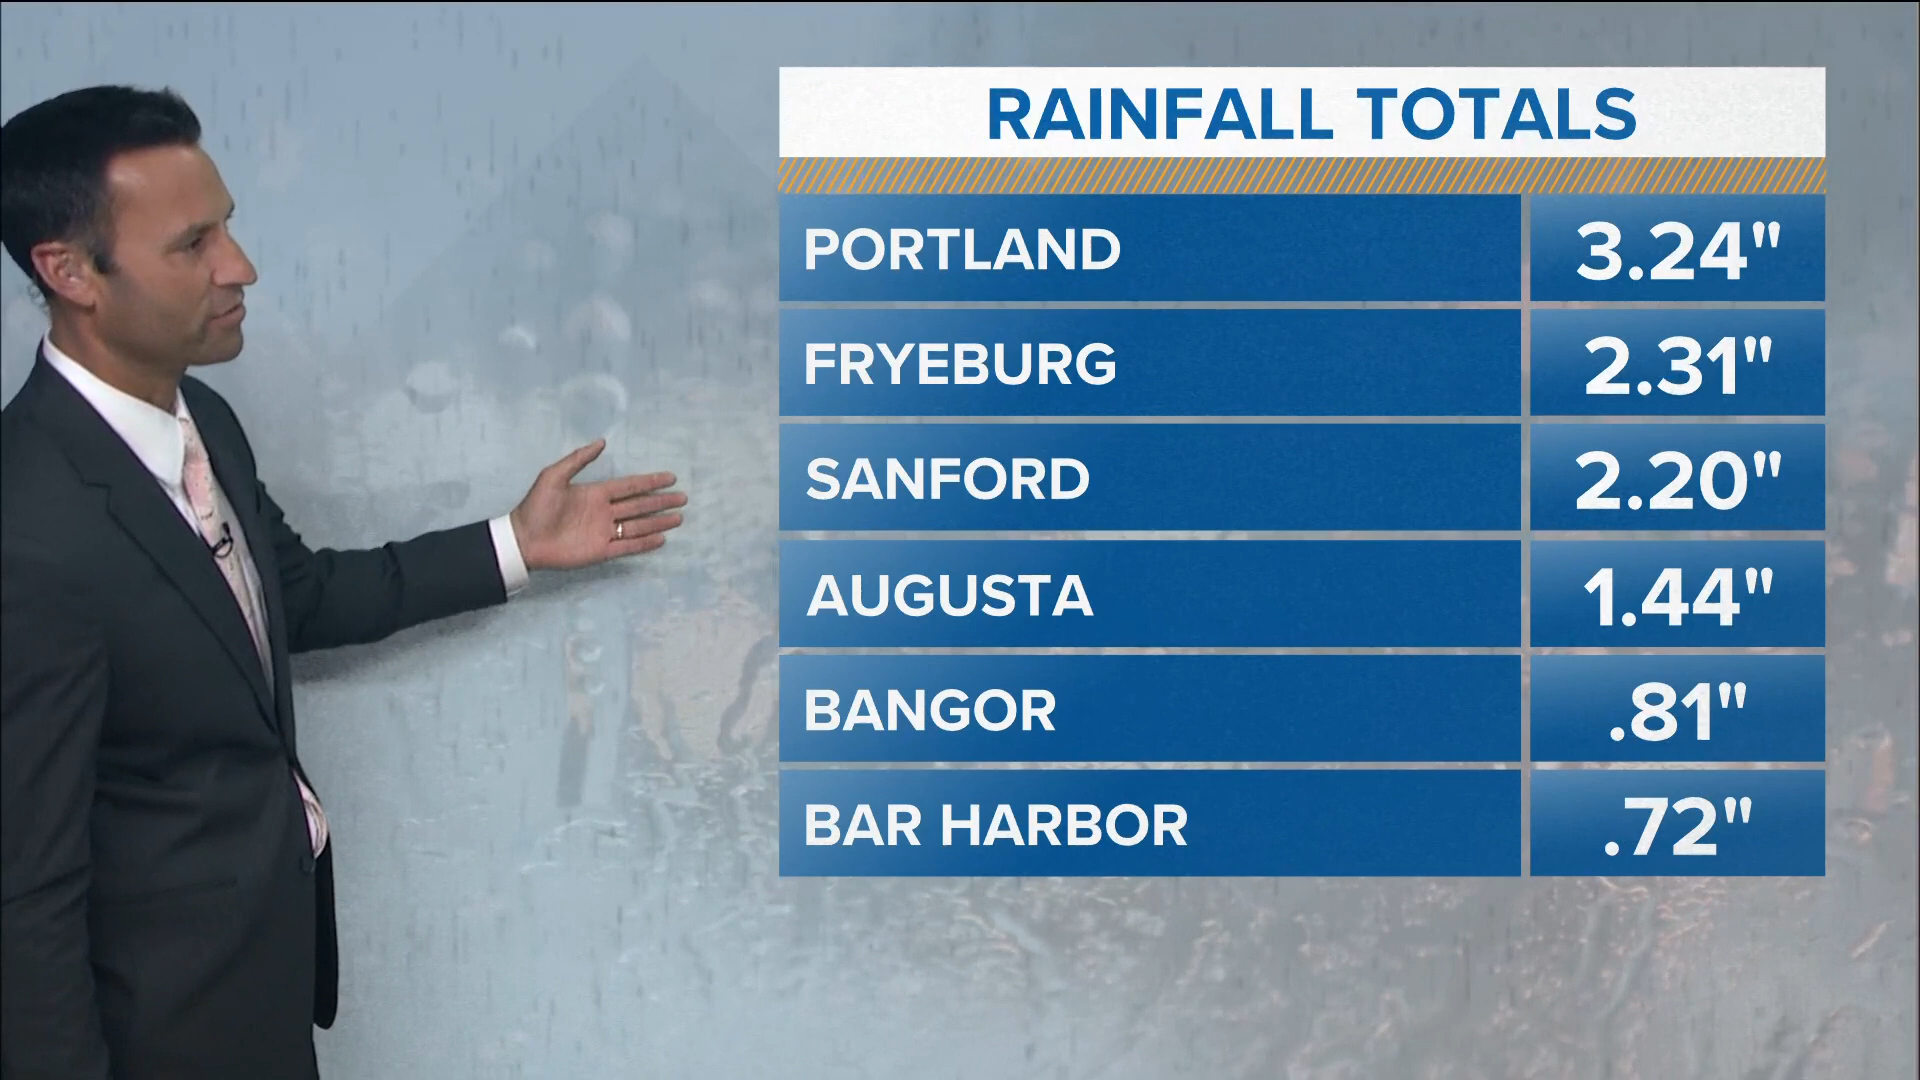 RAINFALL TOTALS
PORTLAND 3.24"
FRYEBURG 2.31"
SANFORD 2.20"
AUGUSTA 1.44"
BANGOR .81"
BAR HARBOR .72"